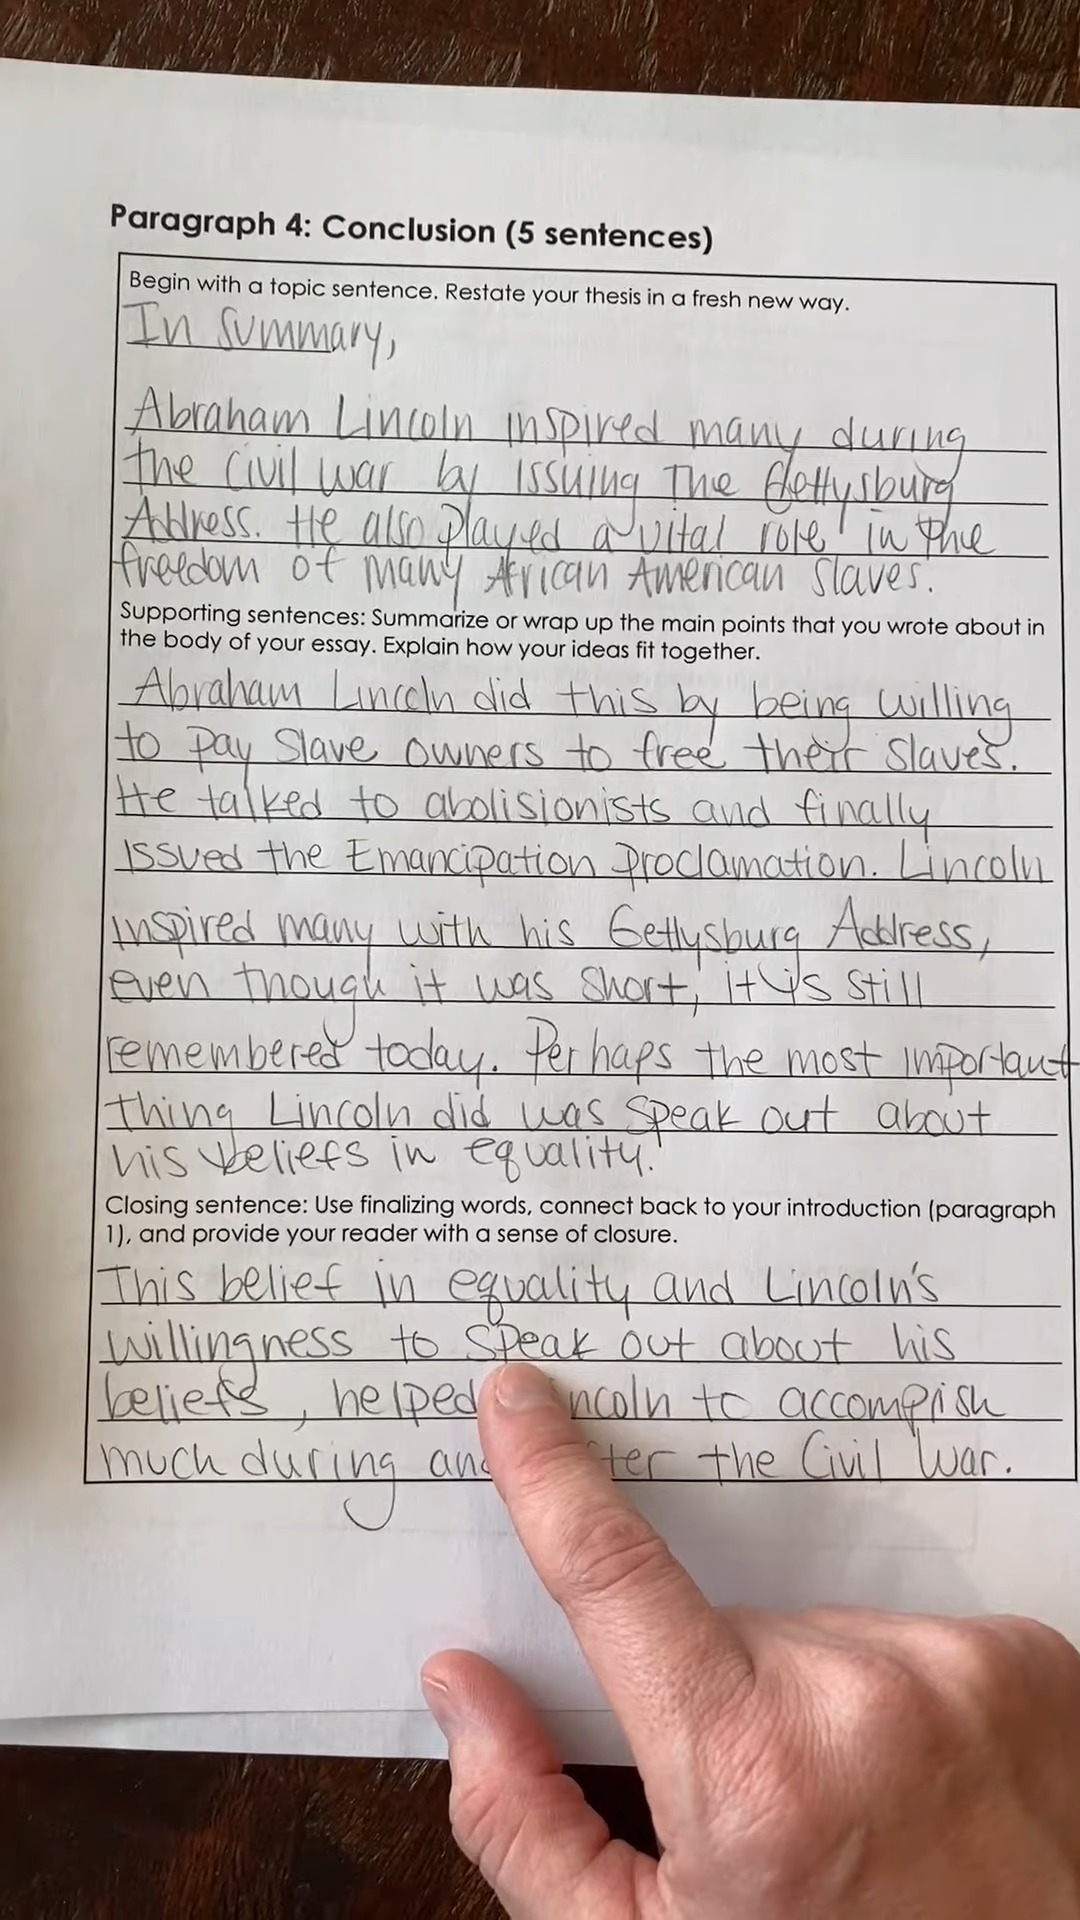 Paragraph 4: Conclusion (5 sentences)
Begin with a topic sentence. Restate your thesis in a fresh new way.
In summary,
Abraham Lincoln inspired many during
the civil war by issuing The Gettysburg
Address. He also played a vital role in the
freedom of many African American slaves.
Supporting sentences: Summarize or wrap up the main points that you wrote about in
the body of your essay. Explain how your ideas fit together.
Abraham Lincoln did this by being willing
to pay slave owners to free their slaves.
He talked to abolisionists and finally
issued the Emancipation Proclamation. Lincoln
inspired many with his Gettysburg Address,
even though it was short, it is still
remembered today. Perhaps the most important
thing Lincoln did was speak out about
his beliefs in equality.
Closing sentence: Use finalizing words, connect back to your introduction (paragraph
1), and provide your reader with a sense of closure.
This belief in equality and Lincoln's
willingness to speak out about his
beliefs, helped to accomplish
much during the Civil War.